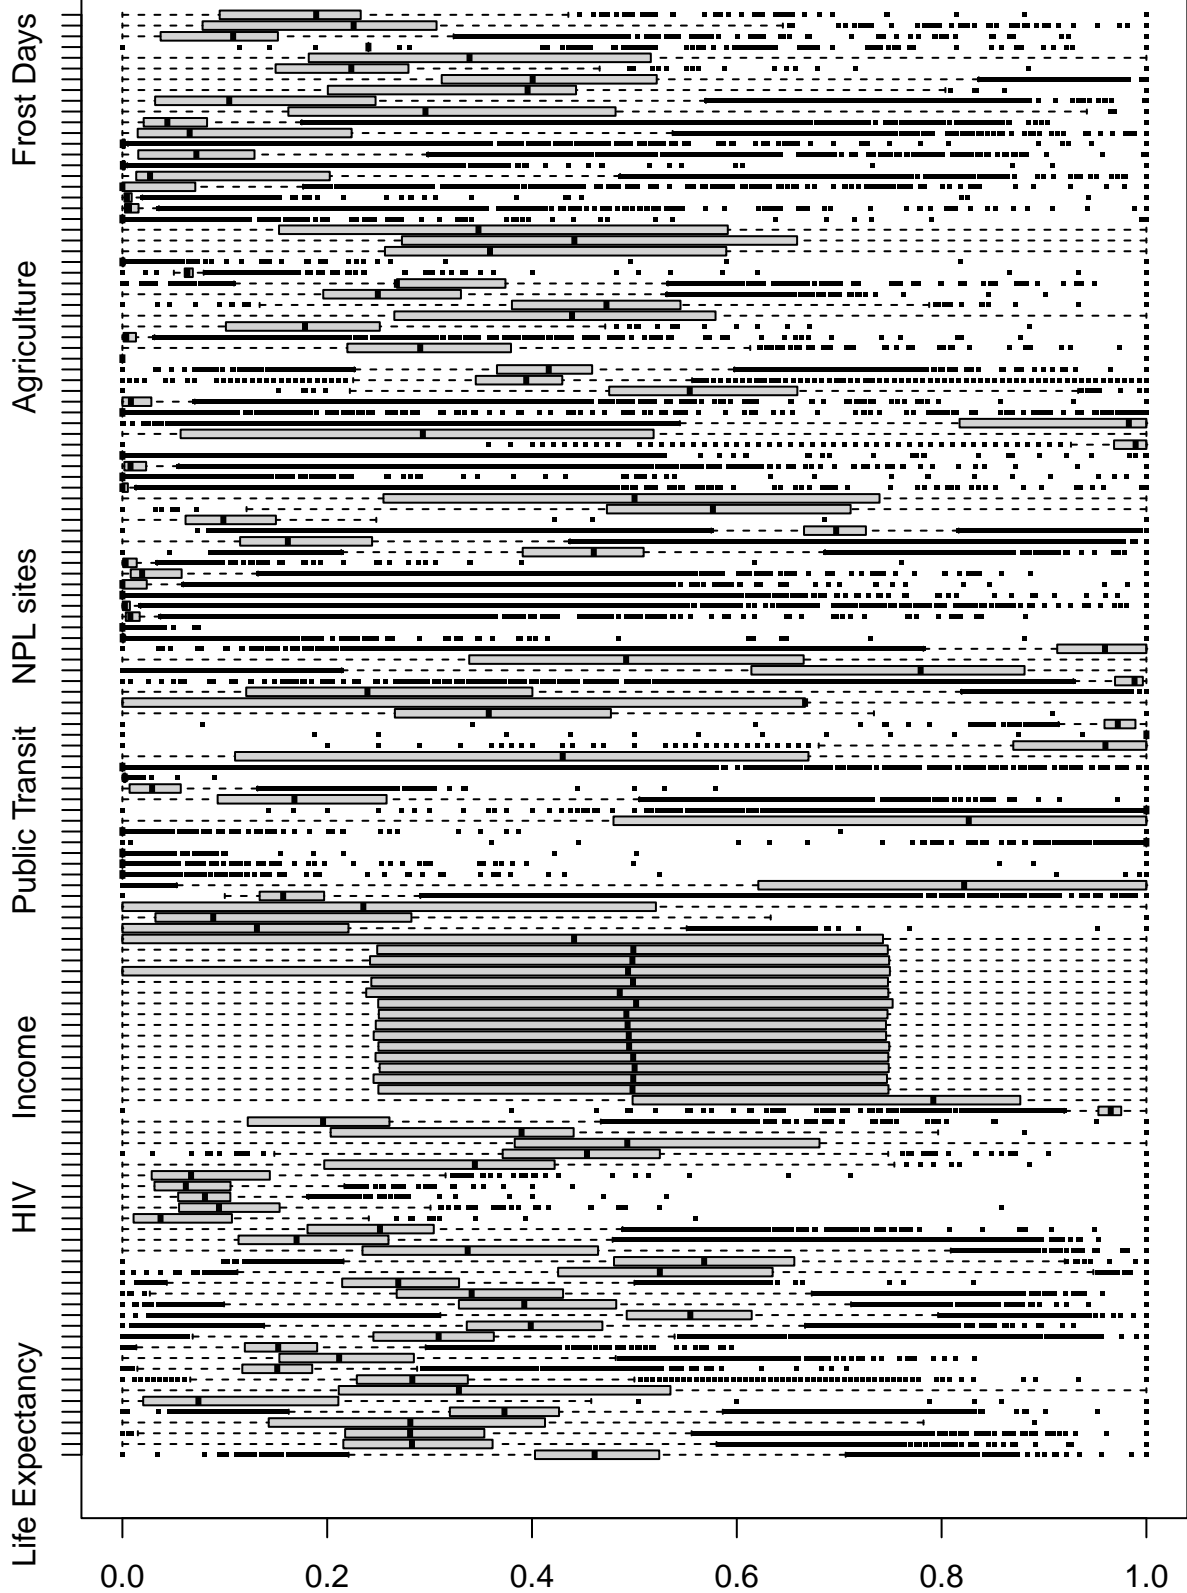 Frost Days
Agriculture
NPL sites
Public Transit
Income
HIV
Life Expectancy
0.0 0.2 0.4 0.6 0.8 1.0